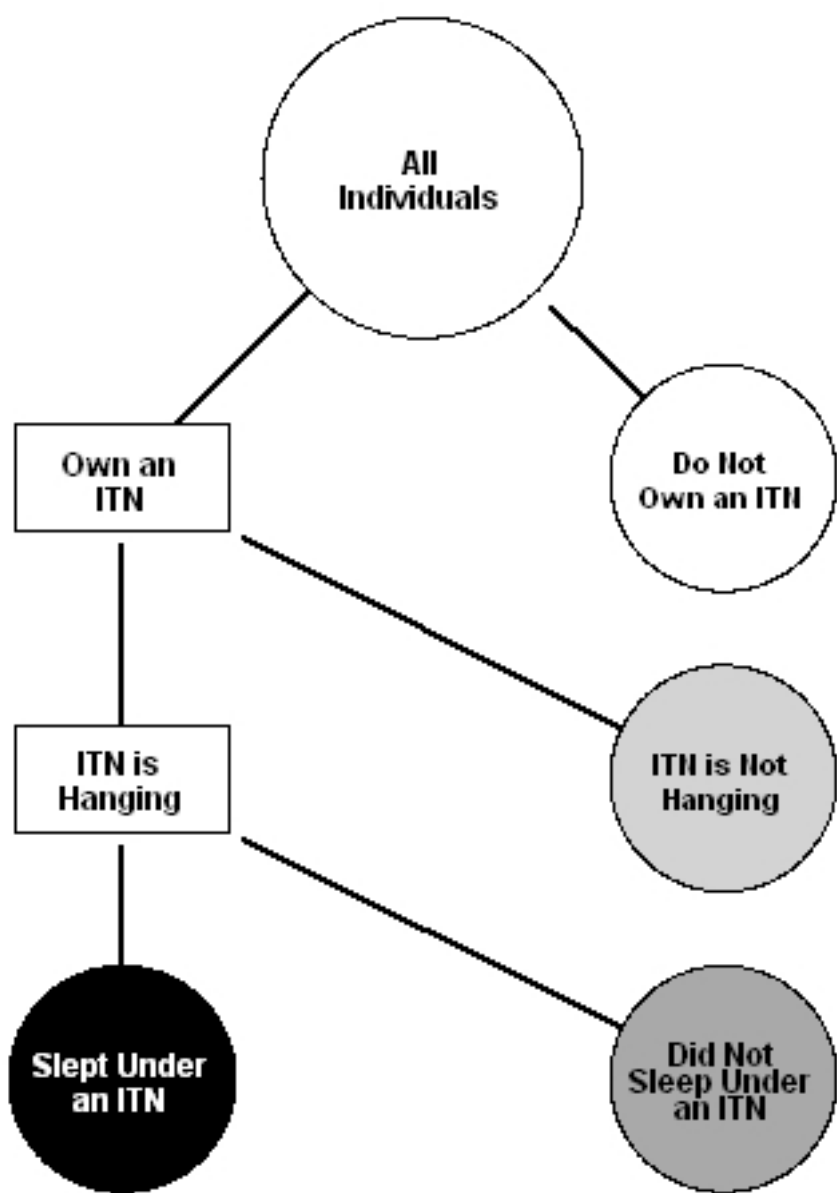 All
Individuals
Own an
ITN
Do Not
Own an ITN
ITN is
Hanging
ITN is Not
Hanging
Slept Under
an ITN
Did Not
Sleep Under
an ITN